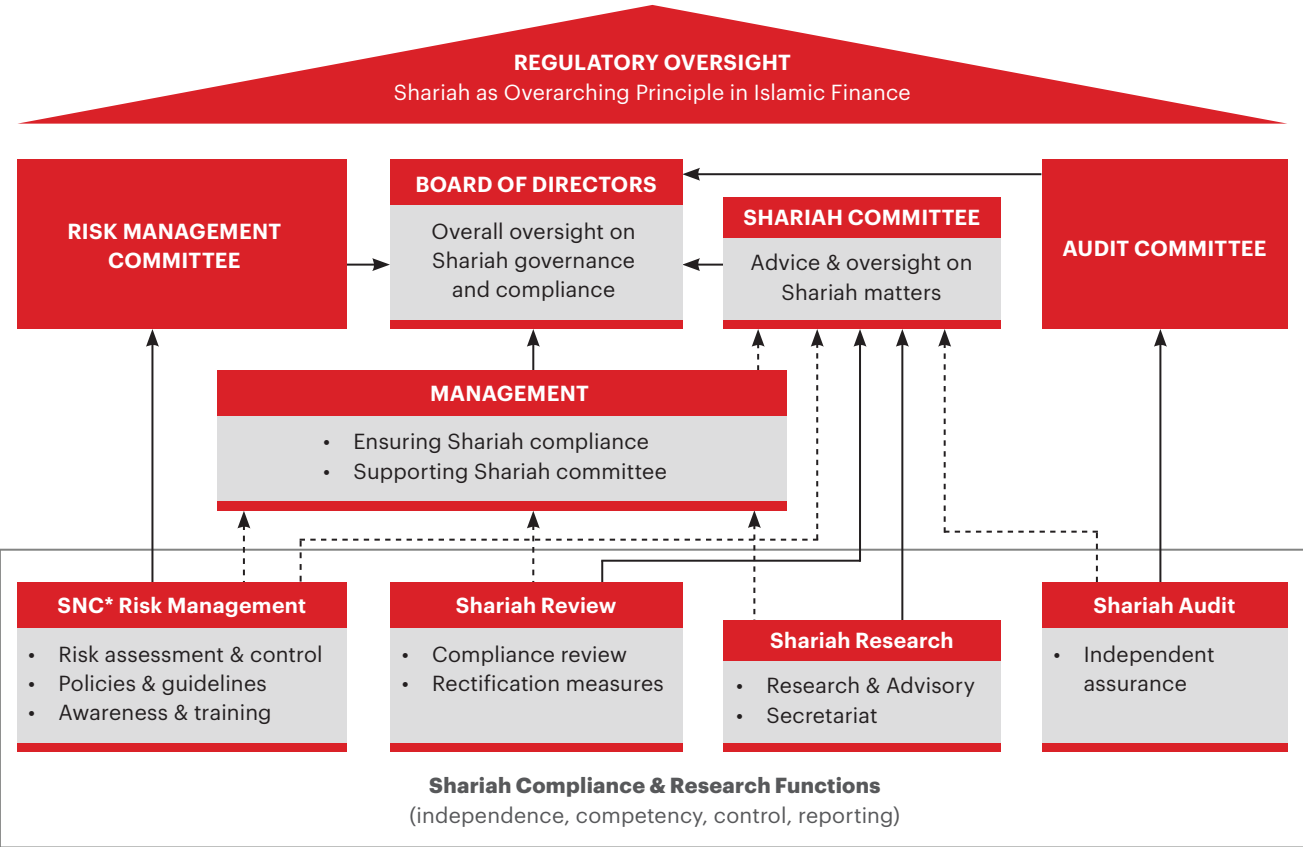 REGULATORY OVERSIGHT
Shariah as Overarching Principle in Islamic Finance
RISK MANAGEMENT
COMMITTEE
BOARD OF DIRECTORS
Overall oversight on
Shariah governance
and compliance
SHARIAH COMMITTEE
Advice & oversight on
Shariah matters
AUDIT COMMITTEE
MANAGEMENT
• Ensuring Shariah compliance
• Supporting Shariah committee
SNC* Risk Management
• Risk assessment & control
• Policies & guidelines
• Awareness & training
Shariah Review
• Compliance review
• Rectification measures
Shariah Research
• Research & Advisory
• Secretariat
Shariah Audit
• Independent
assurance
Shariah Compliance & Research Functions
(independence, competency, control, reporting)